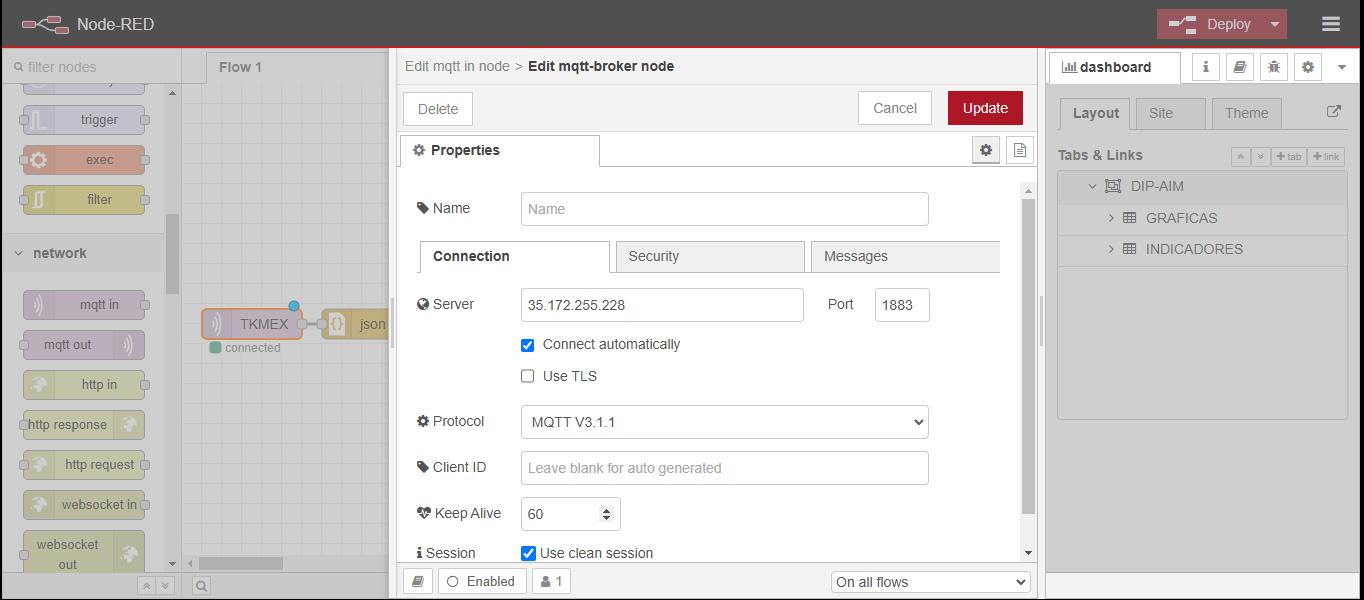 Node-RED
Deploy
filter nodes
Flow 1
Edit mqtt in node > Edit mqtt-broker node
dashboard
i
Delete
Cancel
Update
Layout
Site
Theme
trigger
exec
filter
network
mqtt in
mqtt out
http in
http response
http request
websocket in
websocket
out
TKMEX
json
connected
Properties
Name
Name
Connection
Security
Messages
Server
35.172.255.228
Port
1883
Connect automatically
Use TLS
Protocol
MQTT V3.1.1
Client ID
Leave blank for auto generated
Keep Alive
60
Session
Use clean session
Enabled
1
On all flows
Tabs & Links
+ tab
+ link
DIP-AIM
GRAFICAS
INDICADORES